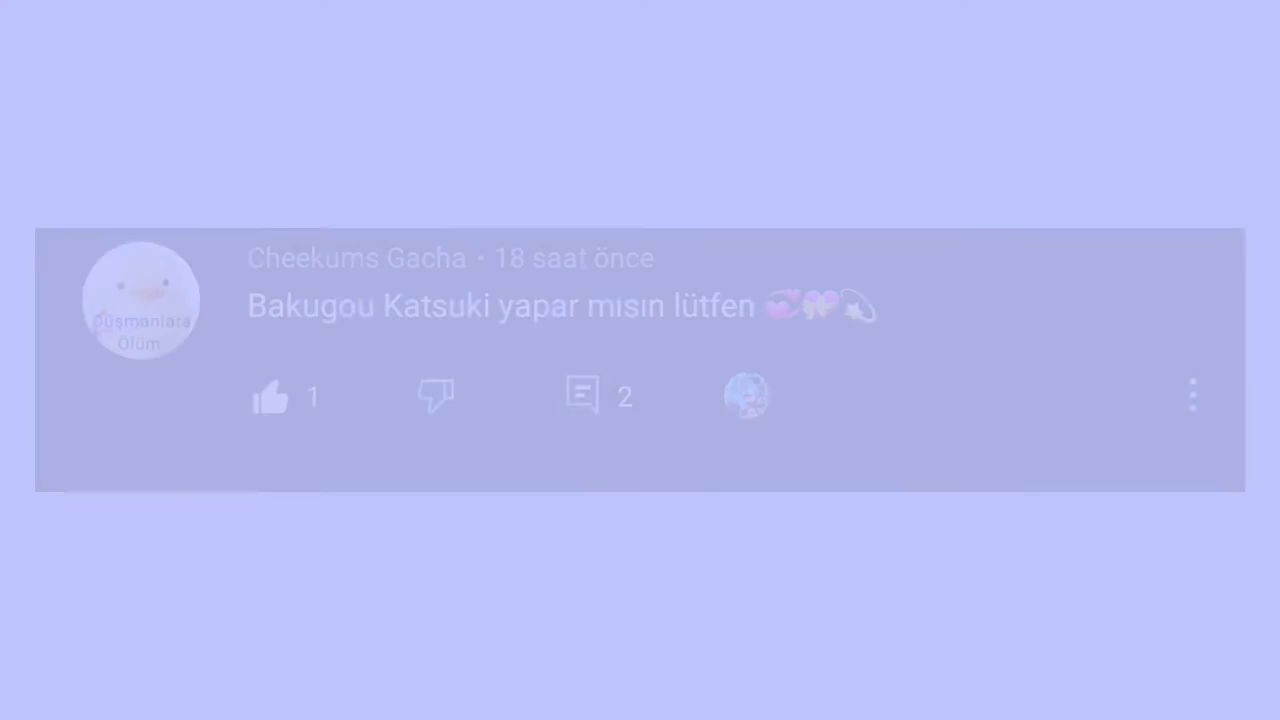 Cheekums Gacha · 18 saat önce
Bakugou Katsuki yapar mısın lütfen 💞💝💫
Düşmanlara
Ölüm
1
2